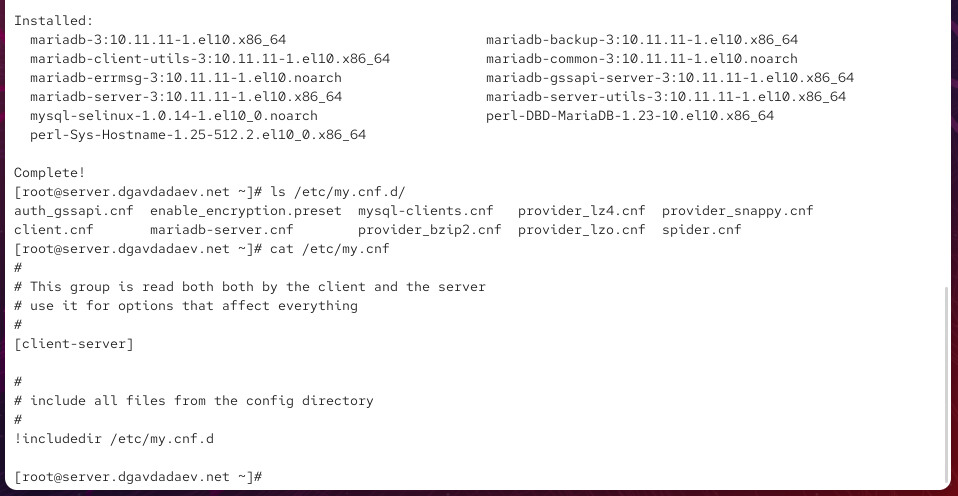 Installed:
  mariadb-3:10.11.11-1.el10.x86_64                         mariadb-backup-3:10.11.11-1.el10.x86_64
  mariadb-client-utils-3:10.11.11-1.el10.x86_64            mariadb-common-3:10.11.11-1.el10.noarch
  mariadb-errmsg-3:10.11.11-1.el10.noarch                  mariadb-gssapi-server-3:10.11.11-1.el10.x86_64
  mariadb-server-3:10.11.11-1.el10.x86_64                  mariadb-server-utils-3:10.11.11-1.el10.x86_64
  mysql-selinux-1.0.14-1.el10_0.noarch                     perl-DBD-MariaDB-1.23-10.el10.x86_64
  perl-Sys-Hostname-1.25-512.2.el10_0.x86_64

Complete!
[root@server.dgavdadaev.net ~]# ls /etc/my.cnf.d/
auth_gssapi.cnf  enable_encryption.preset  mysql-clients.cnf   provider_lz4.cnf  provider_snappy.cnf
client.cnf       mariadb-server.cnf        provider_bzip2.cnf  provider_lzo.cnf  spider.cnf
[root@server.dgavdadaev.net ~]# cat /etc/my.cnf
#
# This group is read both both by the client and the server
# use it for options that affect everything
#
[client-server]

#
# include all files from the config directory
#
!includedir /etc/my.cnf.d

[root@server.dgavdadaev.net ~]#